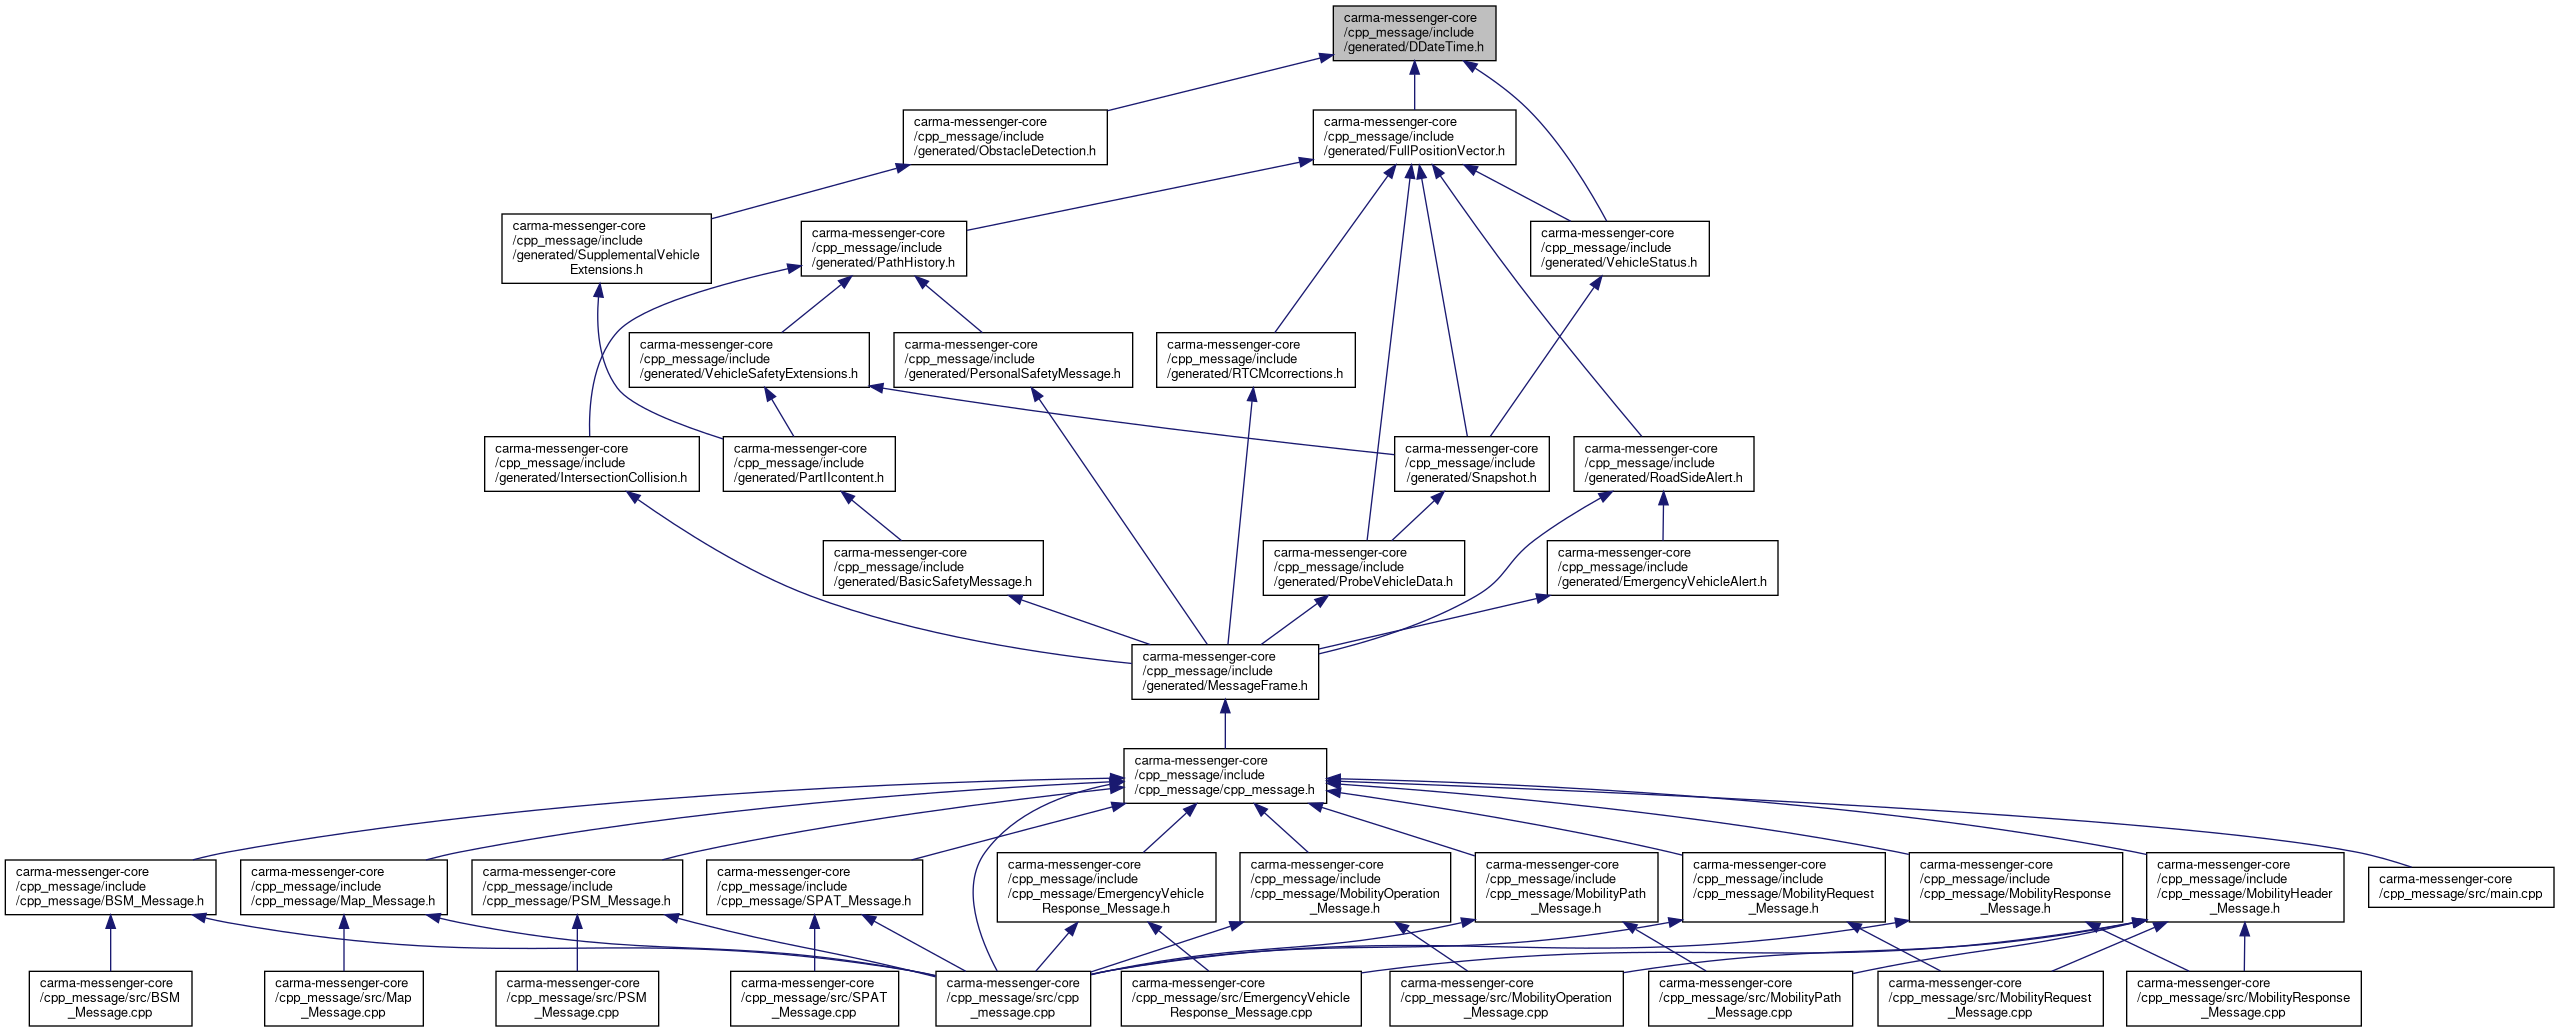 carma-messenger-core
/cpp_message/include
/generated/DDateTime.h
carma-messenger-core
/cpp_message/include
/generated/ObstacleDetection.h
carma-messenger-core
/cpp_message/include
/generated/FullPositionVector.h
carma-messenger-core
/cpp_message/include
/generated/SupplementalVehicle
Extensions.h
carma-messenger-core
/cpp_message/include
/generated/PathHistory.h
carma-messenger-core
/cpp_message/include
/generated/VehicleStatus.h
carma-messenger-core
/cpp_message/include
/generated/VehicleSafetyExtensions.h
carma-messenger-core
/cpp_message/include
/generated/PersonalSafetyMessage.h
carma-messenger-core
/cpp_message/include
/generated/RTCMcorrections.h
carma-messenger-core
/cpp_message/include
/generated/IntersectionCollision.h
carma-messenger-core
/cpp_message/include
/generated/PartIIcontent.h
carma-messenger-core
/cpp_message/include
/generated/Snapshot.h
carma-messenger-core
/cpp_message/include
/generated/RoadSideAlert.h
carma-messenger-core
/cpp_message/include
/generated/BasicSafetyMessage.h
carma-messenger-core
/cpp_message/include
/generated/ProbeVehicleData.h
carma-messenger-core
/cpp_message/include
/generated/EmergencyVehicleAlert.h
carma-messenger-core
/cpp_message/include
/generated/MessageFrame.h
carma-messenger-core
/cpp_message/include
/cpp_message/cpp_message.h
carma-messenger-core
/cpp_message/include
/cpp_message/BSM_Message.h
carma-messenger-core
/cpp_message/include
/cpp_message/Map_Message.h
carma-messenger-core
/cpp_message/include
/cpp_message/PSM_Message.h
carma-messenger-core
/cpp_message/include
/cpp_message/SPAT_Message.h
carma-messenger-core
/cpp_message/include
/cpp_message/EmergencyVehicle
Response_Message.h
carma-messenger-core
/cpp_message/include
/cpp_message/MobilityOperation
_Message.h
carma-messenger-core
/cpp_message/include
/cpp_message/MobilityPath
_Message.h
carma-messenger-core
/cpp_message/include
/cpp_message/MobilityRequest
_Message.h
carma-messenger-core
/cpp_message/include
/cpp_message/MobilityResponse
_Message.h
carma-messenger-core
/cpp_message/include
/cpp_message/MobilityHeader
_Message.h
carma-messenger-core
/cpp_message/src/main.cpp
carma-messenger-core
/cpp_message/src/BSM
_Message.cpp
carma-messenger-core
/cpp_message/src/Map
_Message.cpp
carma-messenger-core
/cpp_message/src/PSM
_Message.cpp
carma-messenger-core
/cpp_message/src/SPAT
_Message.cpp
carma-messenger-core
/cpp_message/src/cpp
_message.cpp
carma-messenger-core
/cpp_message/src/EmergencyVehicle
Response_Message.cpp
carma-messenger-core
/cpp_message/src/MobilityOperation
_Message.cpp
carma-messenger-core
/cpp_message/src/MobilityPath
_Message.cpp
carma-messenger-core
/cpp_message/src/MobilityRequest
_Message.cpp
carma-messenger-core
/cpp_message/src/MobilityResponse
_Message.cpp